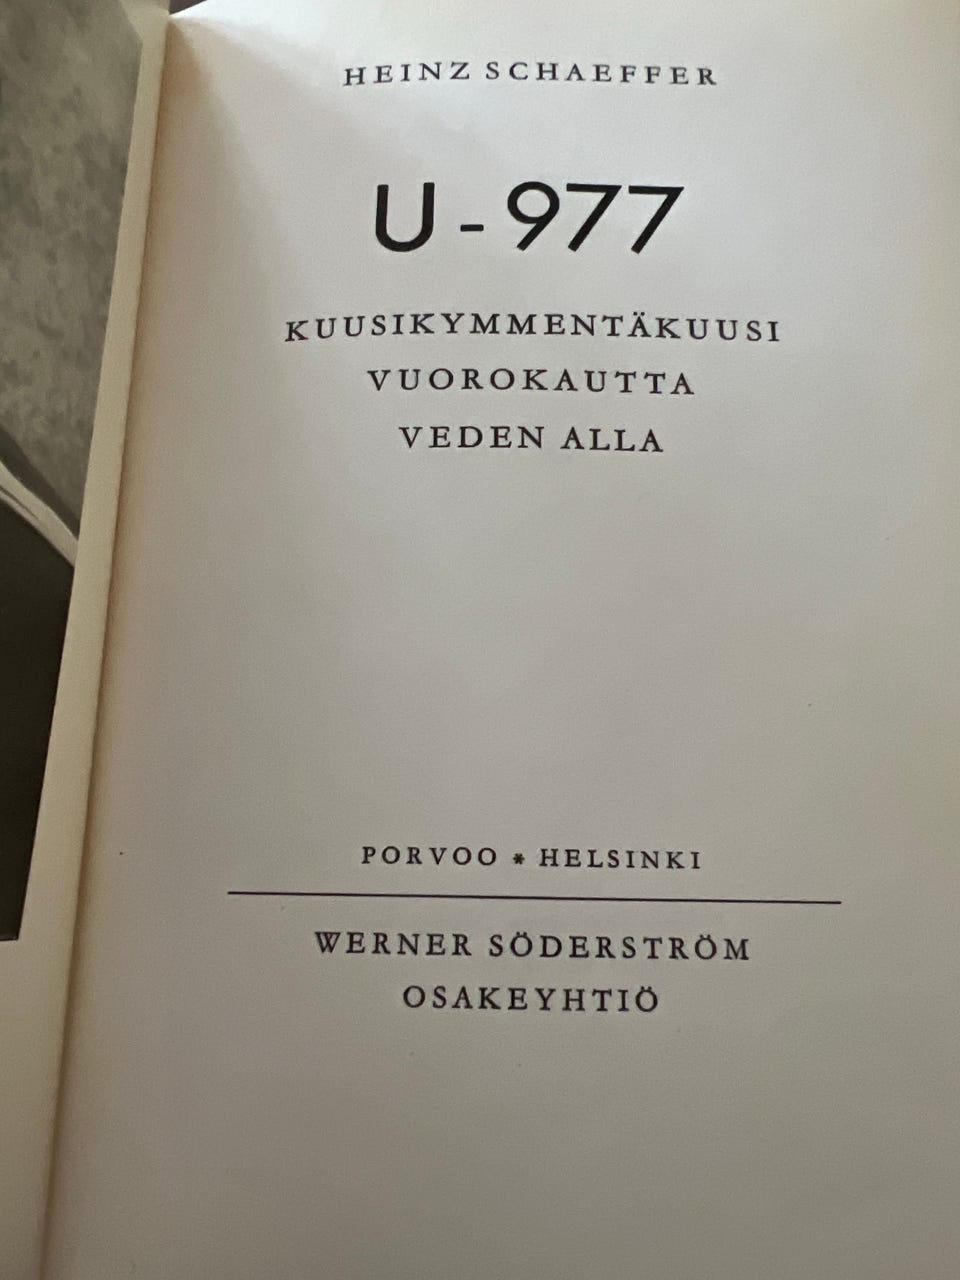 HEINZ SCHAEFFER
U-977
KUUSIKYMMENTÄKUUSI
VUOROKAUTTA
VEDEN ALLA
PORVOO * HELSINKI
WERNER SÖDERSTRÖM
OSAKEYHTIÖ